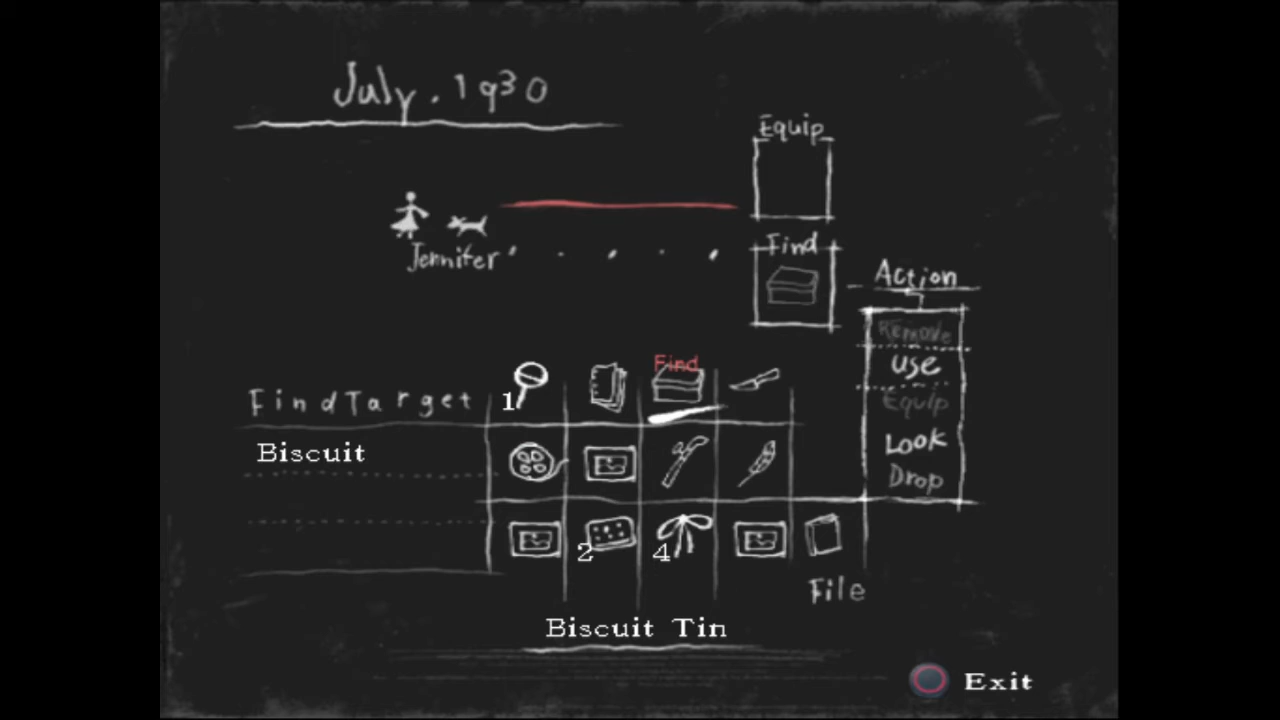 July. 1930
Equip
Jennifer
Find
Action
Remove
Use
Equip
Look
Drop
Find
1
FindTarget
Biscuit
2
4
File
Biscuit Tin
Exit